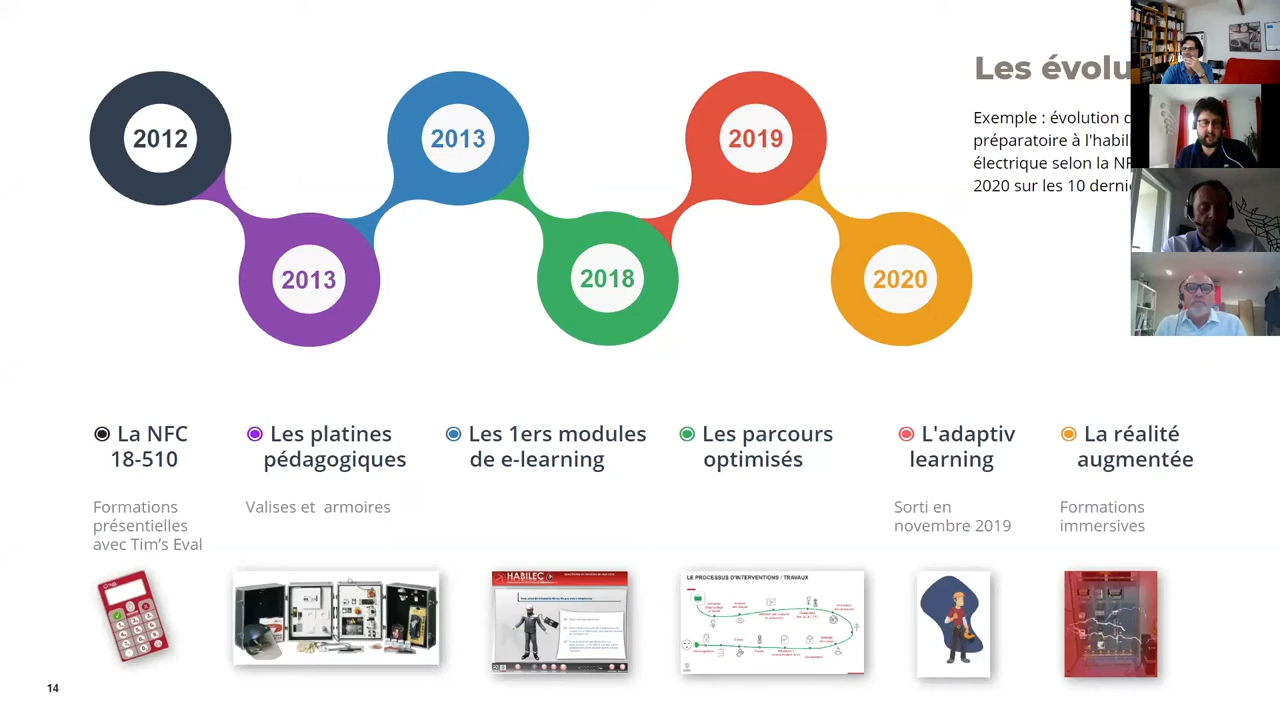 Les évolu
Exemple : évolution d
préparatoire à l'habil
électrique selon la NF
2020 sur les 10 derni
2012
2013
2019
2013
2018
2020
La NFC
18-510
Formations
présentielles
avec Tim's Eval
Les platines
pédagogiques
Valises et armoires
Les 1ers modules
de e-learning
Les parcours
optimisés
L'adaptiv
learning
Sorti en
novembre 2019
La réalité
augmentée
Formations
immersives
HABILEC
LE PROCESSUS D'INTERVENTIONS / TRAVAUX
14